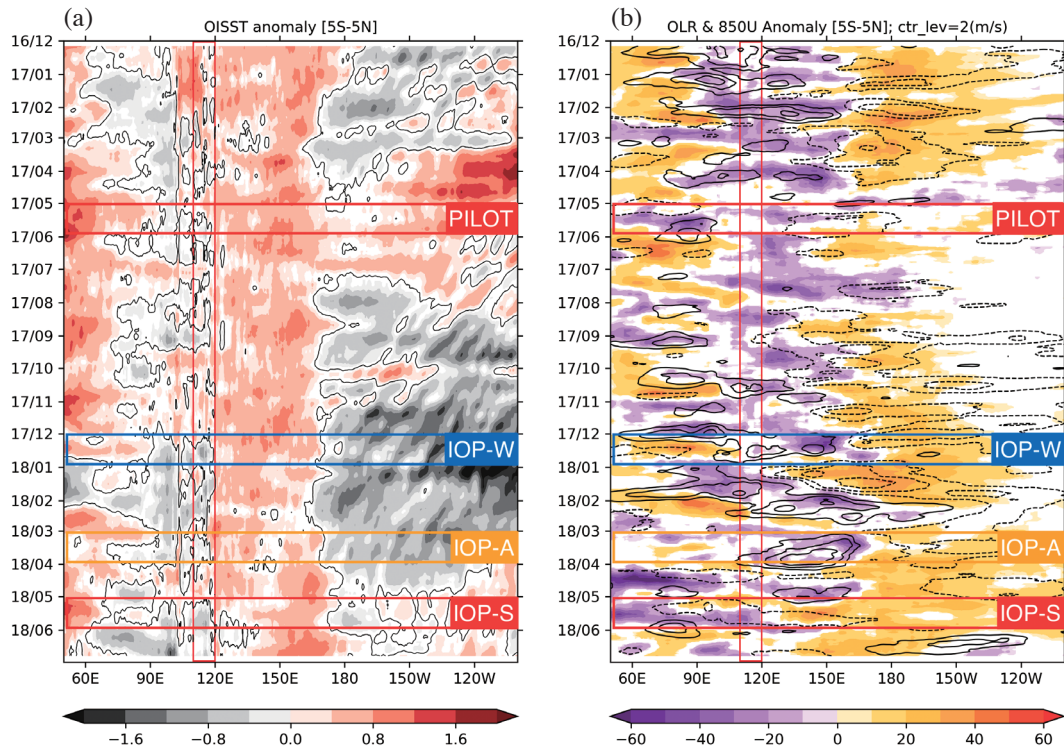 (a)
OISST anomaly [5S-5N]
16/12
17/01
17/02
17/03
17/04
17/05
17/06
17/07
17/08
17/09
17/10
17/11
17/12
18/01
18/02
18/03
18/04
18/05
18/06
PILOT
IOP-W
IOP-A
IOP-S
60E 90E 120E 150E 180 150W 120W
−1.6 −0.8 0.0 0.8 1.6
(b)
OLR & 850U Anomaly [5S-5N]; ctr_lev=2(m/s)
16/12
17/01
17/02
17/03
17/04
17/05
17/06
17/07
17/08
17/09
17/10
17/11
17/12
18/01
18/02
18/03
18/04
18/05
18/06
PILOT
IOP-W
IOP-A
IOP-S
60E 90E 120E 150E 180 150W 120W
−60 −40 −20 0 20 40 60